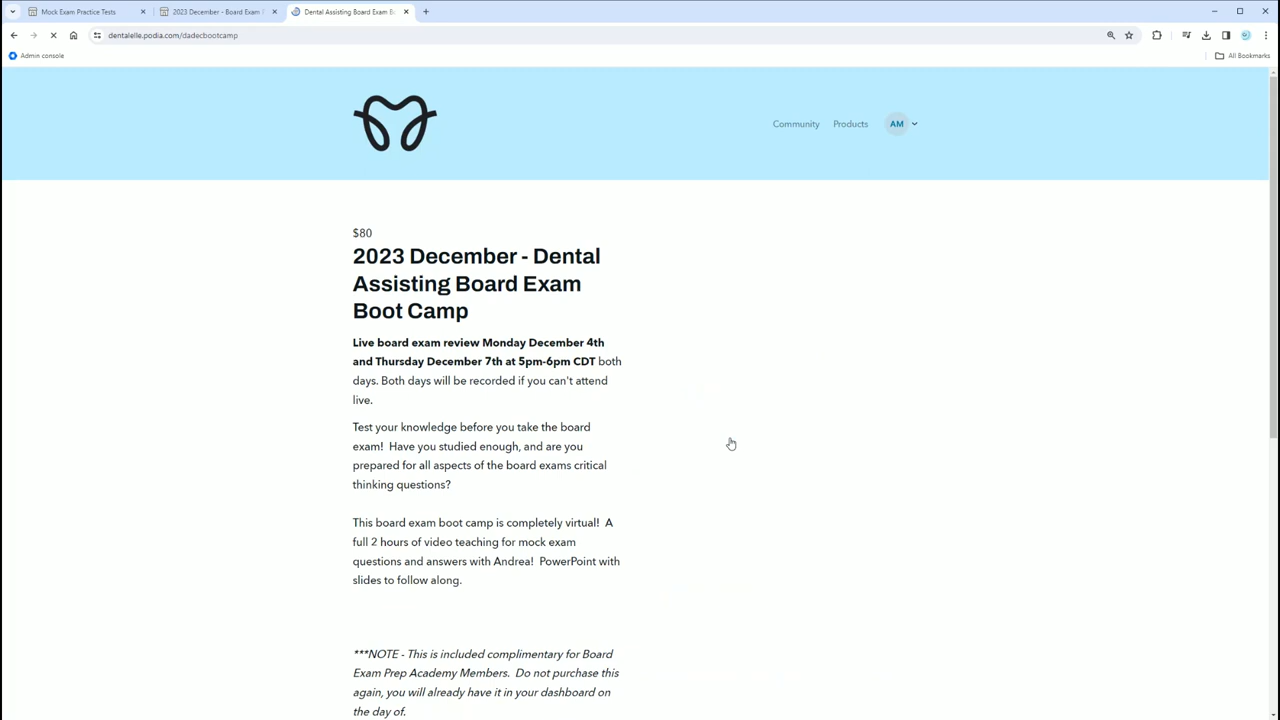 Mock Exam Practice Tests
2023 December - Board Exam
Dental Assisting Board Exam B
dentalelle.podia.com/dadecbootcamp
Admin console
All Bookmarks
Community
Products
AM
$80
2023 December - Dental
Assisting Board Exam
Boot Camp
Live board exam review Monday December 4th
and Thursday December 7th at 5pm-6pm CDT both
days. Both days will be recorded if you can't attend
live.
Test your knowledge before you take the board
exam! Have you studied enough, and are you
prepared for all aspects of the board exams critical
thinking questions?
This board exam boot camp is completely virtual! A
full 2 hours of video teaching for mock exam
questions and answers with Andrea! PowerPoint with
slides to follow along.
***NOTE - This is included complimentary for Board
Exam Prep Academy Members. Do not purchase this
again, you will already have it in your dashboard on
the day of.